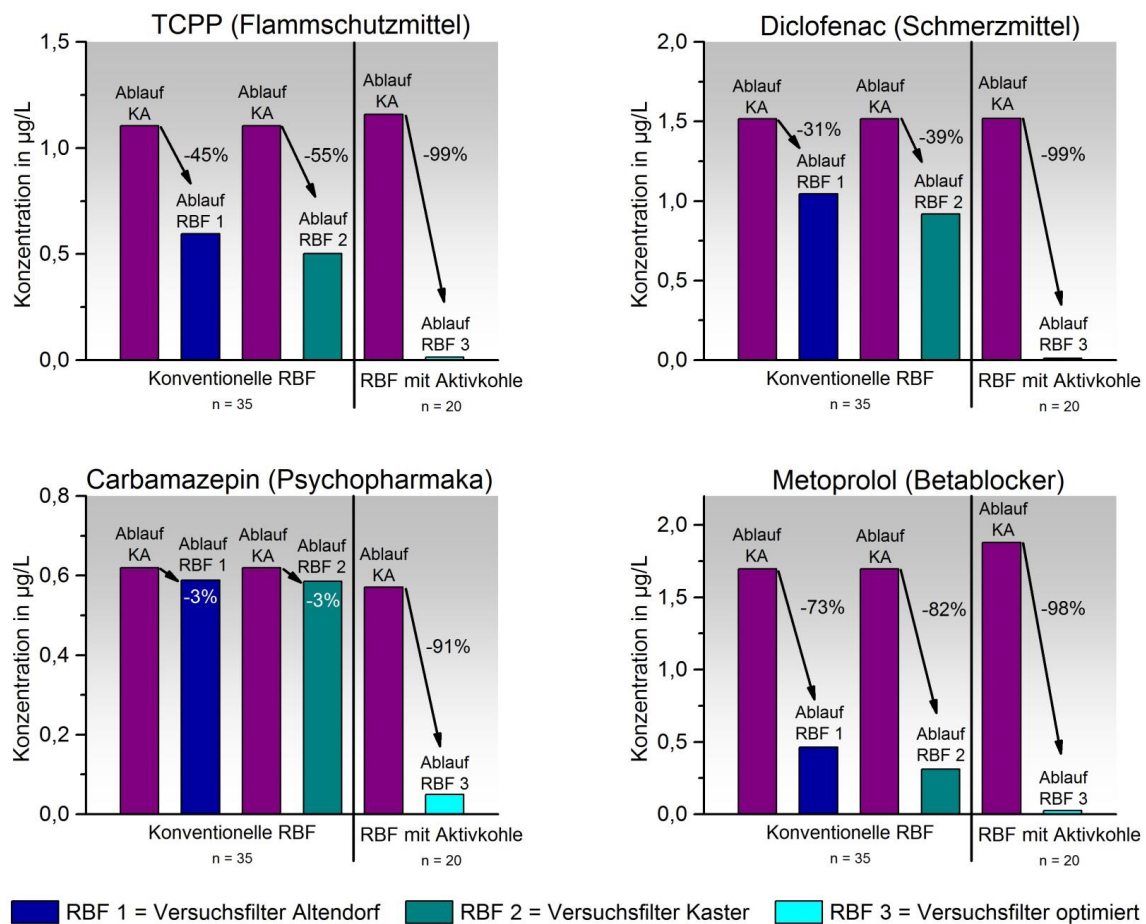 TCPP (Flammschutzmittel)
Konzentration in µg/L
1,5
1,0
0,5
0,0
Ablauf
KA
-45%
Ablauf
RBF 1
Ablauf
KA
-55%
Ablauf
RBF 2
Ablauf
KA
-99%
Ablauf
RBF 3
Konventionelle RBF
n = 35
RBF mit Aktivkohle
n = 20
Diclofenac (Schmerzmittel)
Konzentration in µg/L
2,0
1,5
1,0
0,5
0,0
Ablauf
KA
-31%
Ablauf
RBF 1
Ablauf
KA
-39%
Ablauf
RBF 2
Ablauf
KA
-99%
Ablauf
RBF 3
Konventionelle RBF
n = 35
RBF mit Aktivkohle
n = 20
Carbamazepin (Psychopharmaka)
Konzentration in µg/L
0,8
0,6
0,4
0,2
0,0
Ablauf
KA
Ablauf
RBF 1
-3%
Ablauf
KA
Ablauf
RBF 2
-3%
Ablauf
KA
-91%
Ablauf
RBF 3
Konventionelle RBF
n = 35
RBF mit Aktivkohle
n = 20
Metoprolol (Betablocker)
Konzentration in µg/L
2,0
1,5
1,0
0,5
0,0
Ablauf
KA
-73%
Ablauf
RBF 1
Ablauf
KA
-82%
Ablauf
RBF 2
Ablauf
KA
-98%
Ablauf
RBF 3
Konventionelle RBF
n = 35
RBF mit Aktivkohle
n = 20
RBF 1 = Versuchsfilter Altendorf
RBF 2 = Versuchsfilter Kaster
RBF 3 = Versuchsfilter optimiert